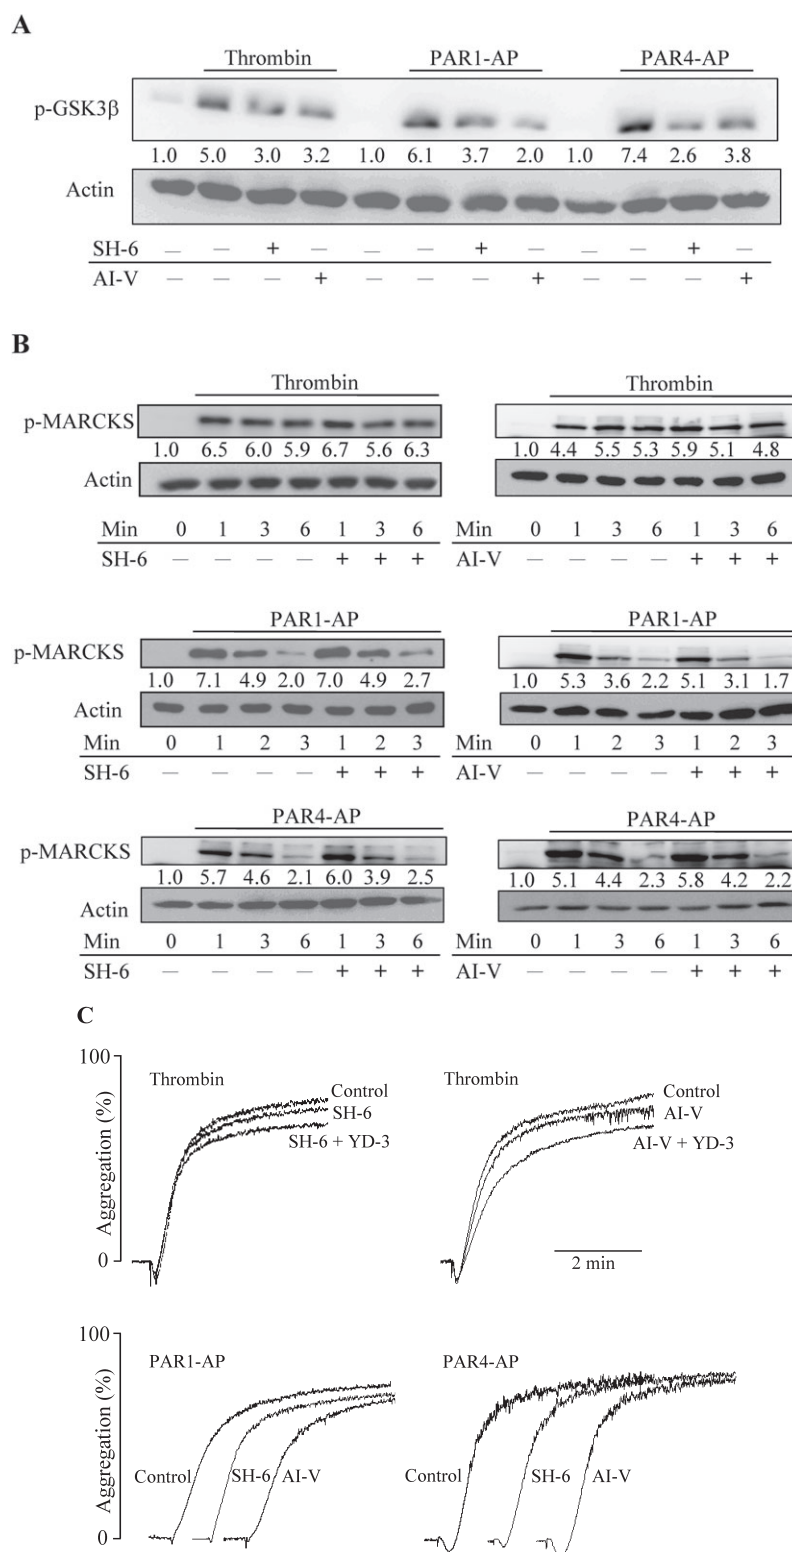 A
Thrombin PAR1-AP PAR4-AP
p-GSK3β
1.0 5.0 3.0 3.2 1.0 6.1 3.7 2.0 1.0 7.4 2.6 3.8
Actin
SH-6 — — + — — — + — — — + —
AI-V — — — + — — — + — — — +
B
Thrombin Thrombin
p-MARCKS
1.0 6.5 6.0 5.9 6.7 5.6 6.3 1.0 4.4 5.5 5.3 5.9 5.1 4.8
Actin
Min 0 1 3 6 1 3 6 Min 0 1 3 6 1 3 6
SH-6 — — — — + + + AI-V — — — — + + +
PAR1-AP PAR1-AP
p-MARCKS
1.0 7.1 4.9 2.0 7.0 4.9 2.7 1.0 5.3 3.6 2.2 5.1 3.1 1.7
Actin
Min 0 1 2 3 1 2 3 Min 0 1 2 3 1 2 3
SH-6 — — — — + + + AI-V — — — — + + +
PAR4-AP PAR4-AP
p-MARCKS
1.0 5.7 4.6 2.1 6.0 3.9 2.5 1.0 5.1 4.4 2.3 5.8 4.2 2.2
Actin
Min 0 1 3 6 1 3 6 Min 0 1 3 6 1 3 6
SH-6 — — — — + + + AI-V — — — — + + +
C
100
Thrombin Thrombin
Control Control
SH-6 AI-V
SH-6 + YD-3 AI-V + YD-3
Aggregation (%)
0
2 min
100
PAR1-AP PAR4-AP
Aggregation (%)
Control SH-6 AI-V Control SH-6 AI-V
0